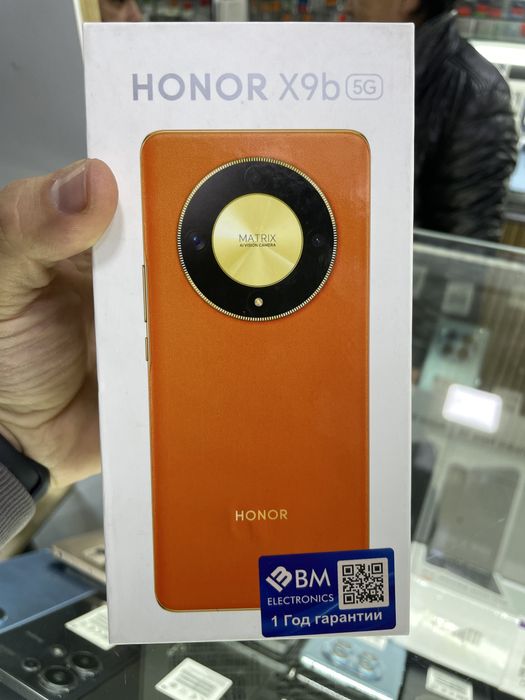 HONOR X9b 5G
MATRIX
AI VISION CAMERA
HONOR
BM
ELECTRONICS
1 Год гарантии